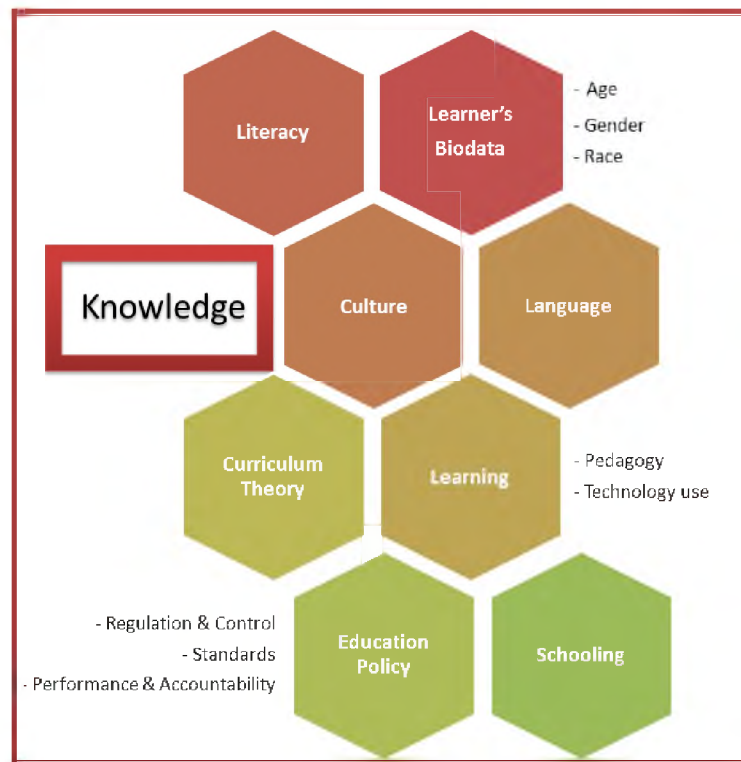 Literacy
Learner's
Biodata
- Age
- Gender
- Race
Knowledge
Culture
Language
Curriculum
Theory
Learning
- Pedagogy
- Technology use
- Regulation & Control
- Standards
- Performance & Accountability
Education
Policy
Schooling